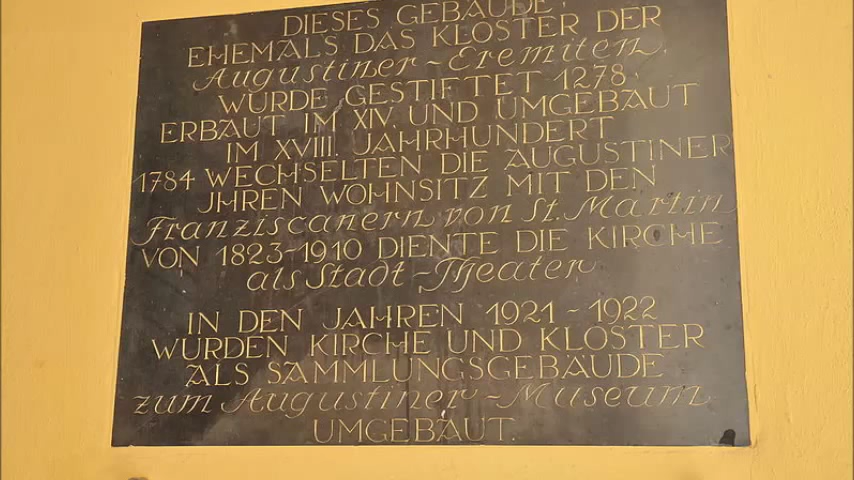 DIESES GEBÄUDE,
EHEMALS DAS KLOSTER DER
Augustiner-Eremiten,
WURDE GESTIFTET 1278,
ERBAUT IM XIV. UND UMGEBAUT
IM XVIII. JAHRHUNDERT
1784 WECHSELTEN DIE AUGUSTINER
JHREN WOHNSITZ MIT DEN
Franziscanern von St. Martin
VON 1823-1910 DIENTE DIE KIRCHE
als Stadt-Theater
IN DEN JAHREN 1921-1922
WURDEN KIRCHE UND KLOSTER
ALS SAMMLUNGSGEBÄUDE
zum Augustiner-Museum
UMGEBAUT.